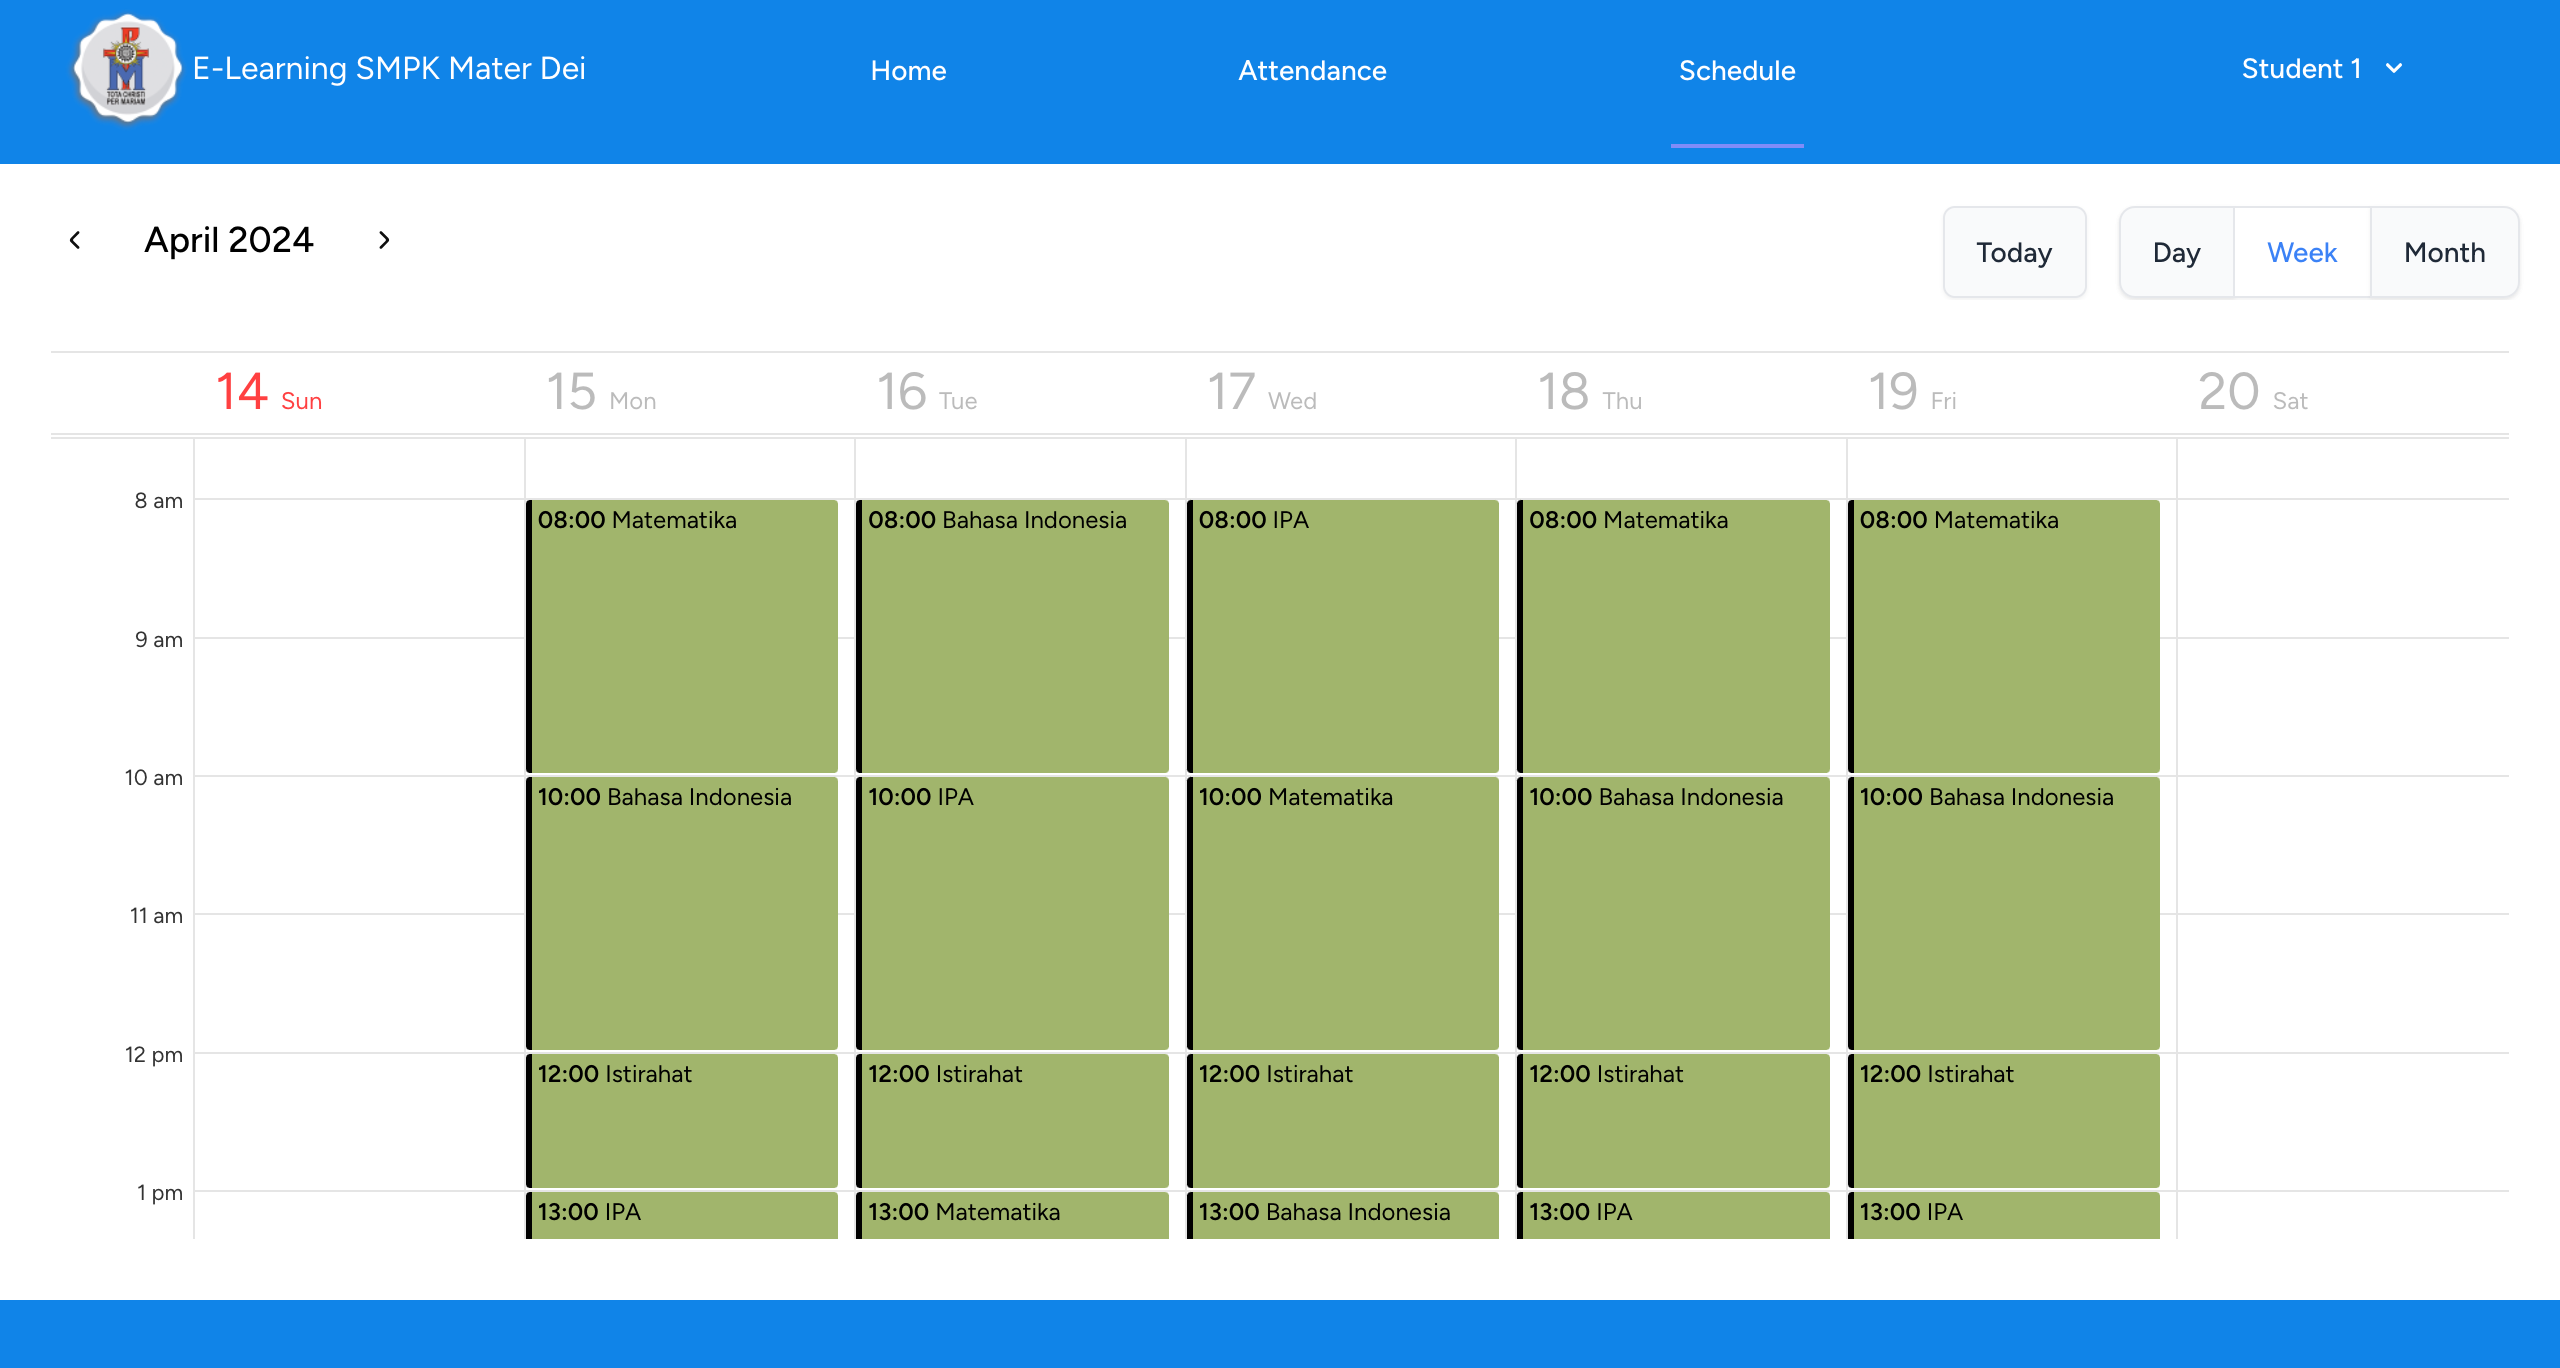 TOTA CHRISTI
PER MARIAM
E-Learning SMPK Mater Dei
Home
Attendance
Schedule
Student 1
April 2024
Today
Day
Week
Month
14 Sun
15 Mon
16 Tue
17 Wed
18 Thu
19 Fri
20 Sat
8 am
08:00 Matematika
08:00 Bahasa Indonesia
08:00 IPA
08:00 Matematika
08:00 Matematika
9 am
10 am
10:00 Bahasa Indonesia
10:00 IPA
10:00 Matematika
10:00 Bahasa Indonesia
10:00 Bahasa Indonesia
11 am
12 pm
12:00 Istirahat
12:00 Istirahat
12:00 Istirahat
12:00 Istirahat
12:00 Istirahat
1 pm
13:00 IPA
13:00 Matematika
13:00 Bahasa Indonesia
13:00 IPA
13:00 IPA